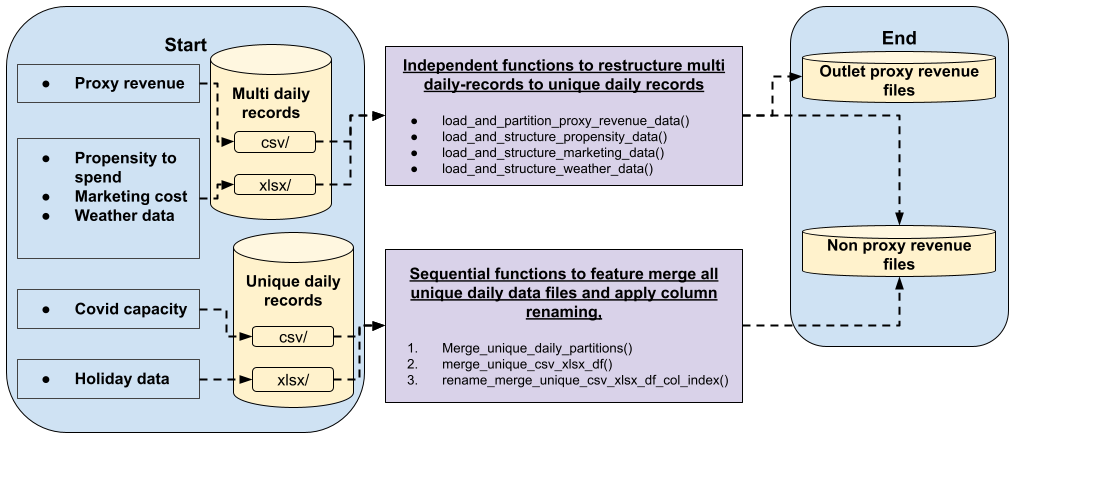 Start
● Proxy revenue
● Propensity to
spend
● Marketing cost
● Weather data
Multi daily
records
csv/
xlsx/
● Covid capacity
● Holiday data
Unique daily
records
csv/
xlsx/
Independent functions to restructure multi
daily-records to unique daily records
● load_and_partition_proxy_revenue_data()
● load_and_structure_propensity_data()
● load_and_structure_marketing_data()
● load_and_structure_weather_data()
Sequential functions to feature merge all
unique daily data files and apply column
renaming,
1. Merge_unique_daily_partitions()
2. merge_unique_csv_xlsx_df()
3. rename_merge_unique_csv_xlsx_df_col_index()
End
Outlet proxy revenue
files
Non proxy revenue
files